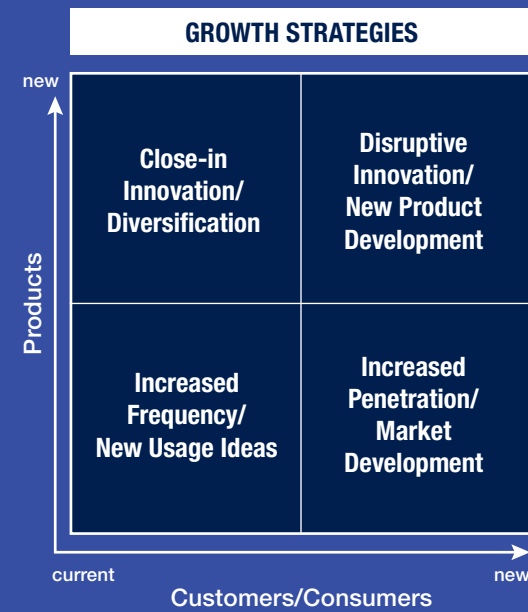 GROWTH STRATEGIES
new
Close-in
Innovation/
Diversification
Disruptive
Innovation/
New Product
Development
Products
Increased
Frequency/
New Usage Ideas
Increased
Penetration/
Market
Development
current
new
Customers/Consumers